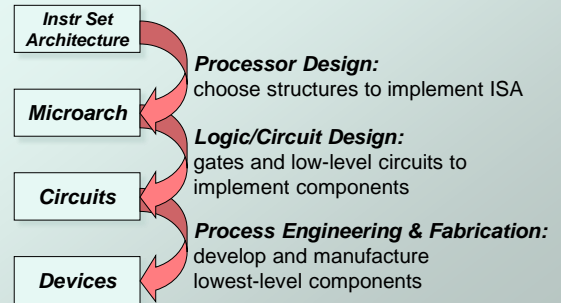 Instr Set
Architecture
Processor Design:
choose structures to implement ISA
Microarch
Logic/Circuit Design:
gates and low-level circuits to
implement components
Circuits
Process Engineering & Fabrication:
develop and manufacture
lowest-level components
Devices